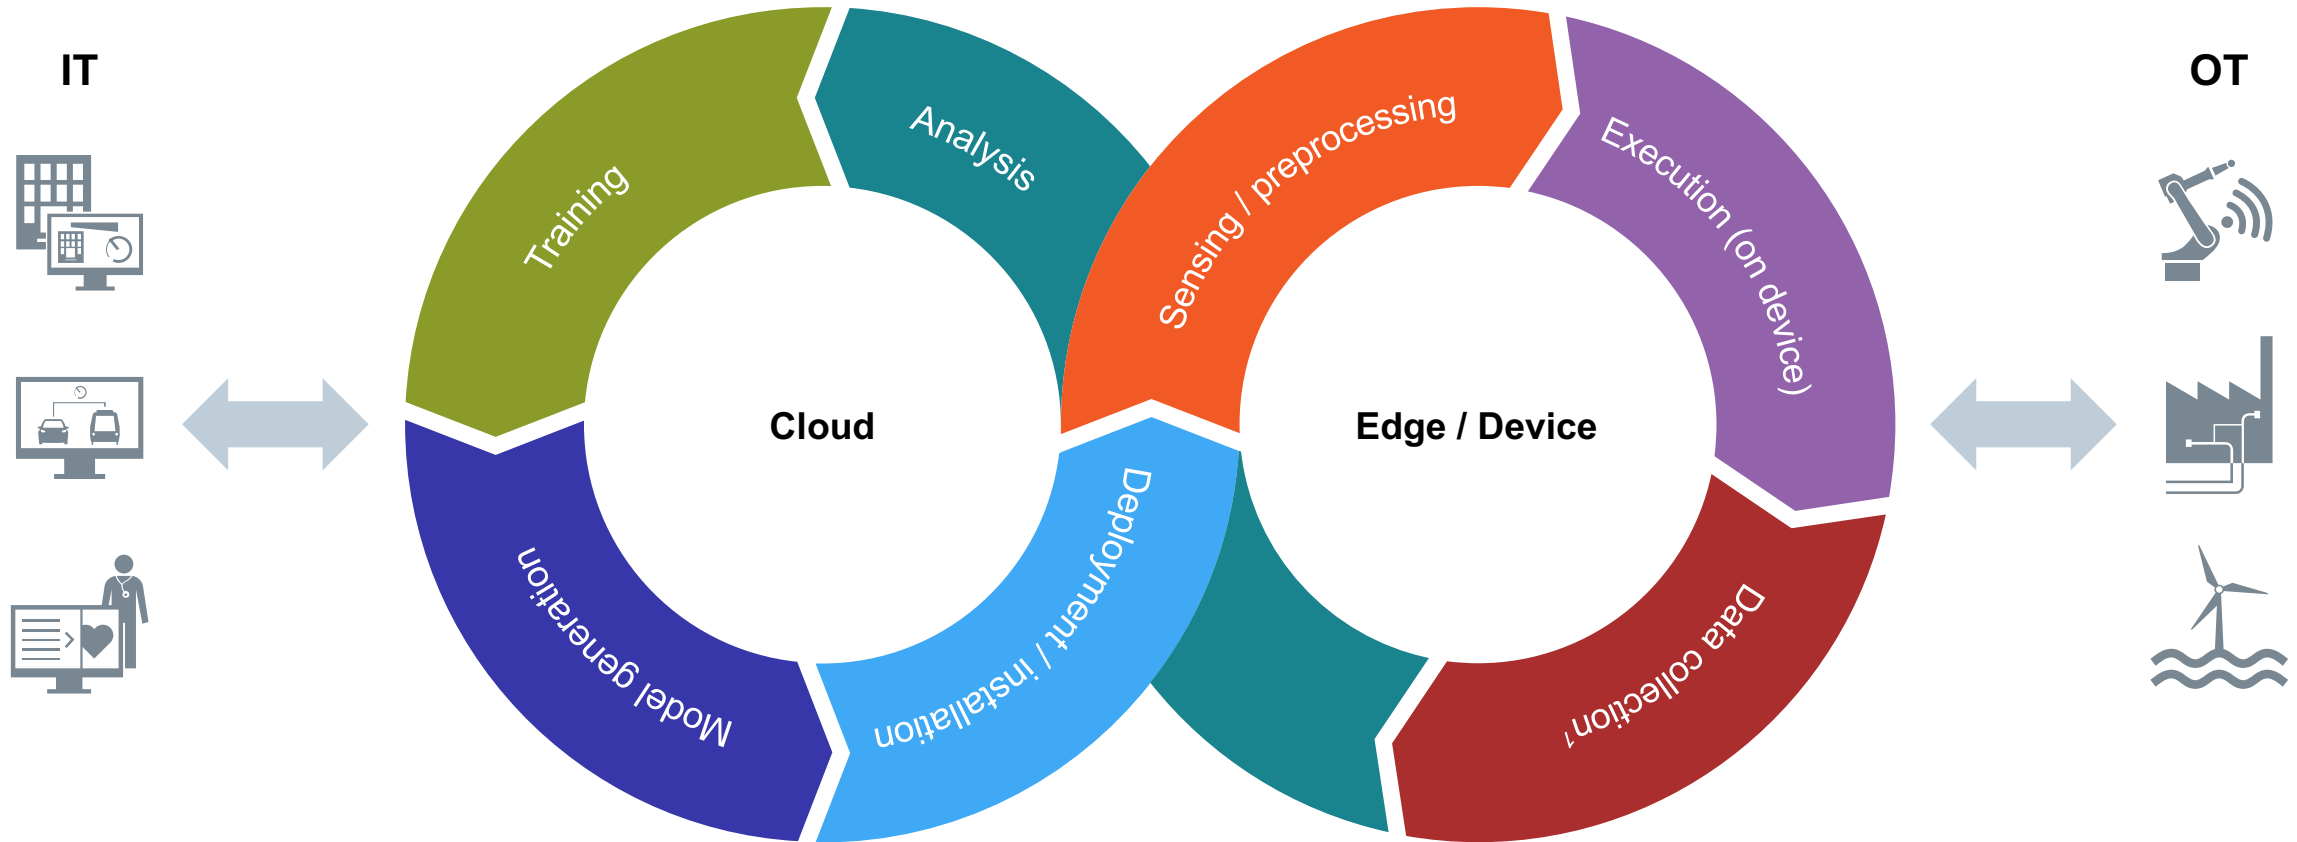 IT
OT
Training
Analysis
Sensing / preprocessing
Execution (on device)
Cloud
Edge / Device
Model generation
Deployment / installation
Data collection¹